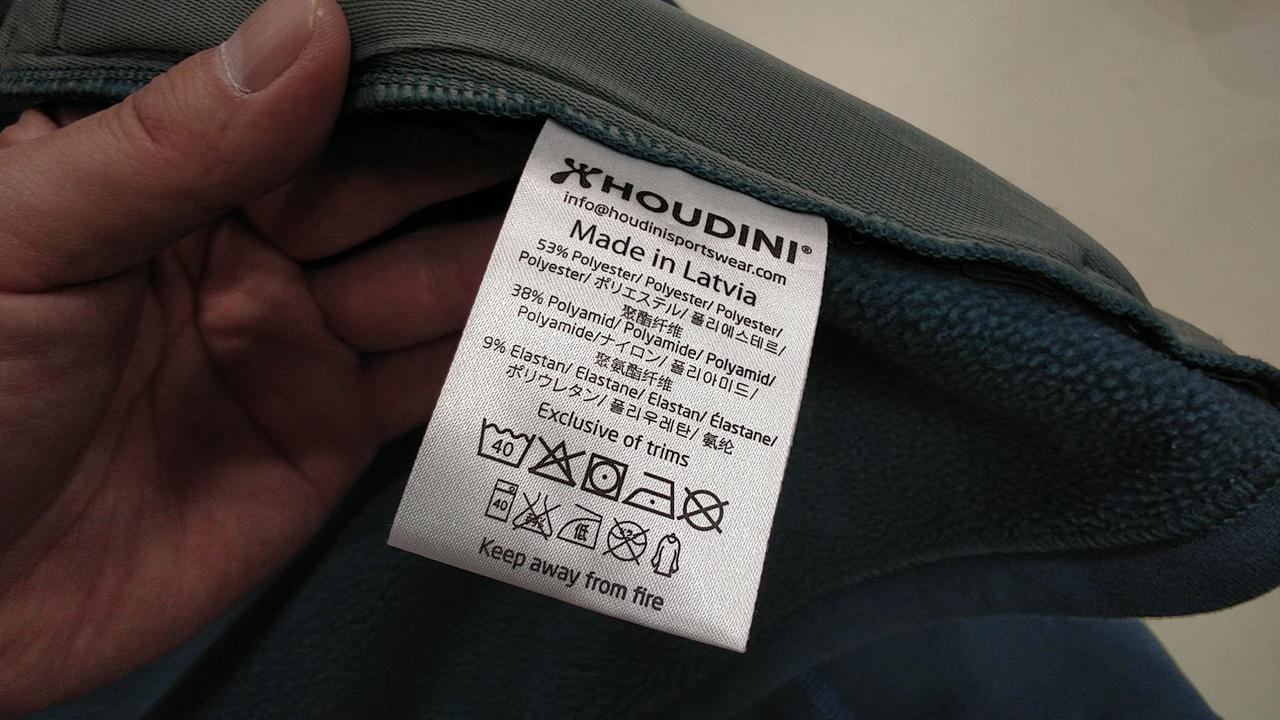 HOUDINI®
info@houdinisportswear.com
Made in Latvia
53% Polyester/ Polyester/ Polyester/
Polyester/ ポリエステル/ 폴리에스테르/
聚酯纤维
38% Polyamid/ Polyamide/ Polyamid/
Polyamide/ナイロン/ 폴리아미드/
聚氨酯纤维
9% Elastan/ Elastane/ Elastan/ Élastane/
ポリウレタン/ 폴리우레탄/ 氨纶
Exclusive of trims
40
40 低
Keep away from fire